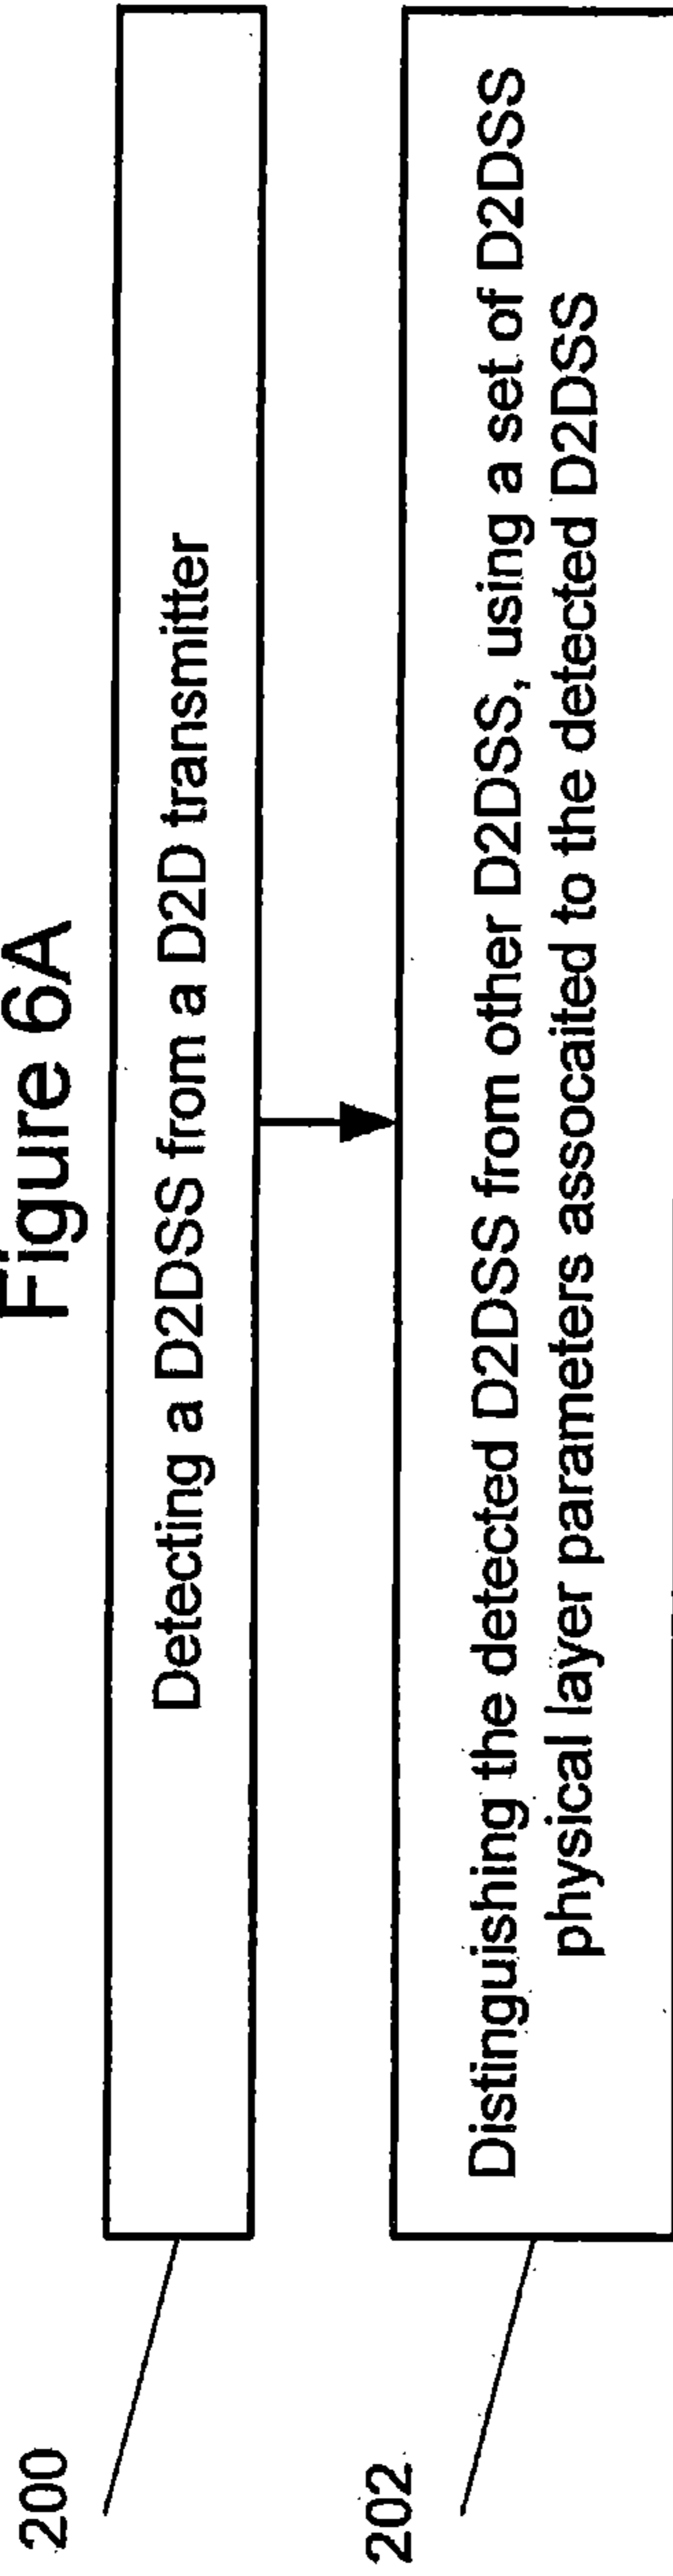 Figure 6A
200
Detecting a D2DSS from a D2D transmitter
202
Distinguishing the detected D2DSS from other D2DSS, using a set of D2DSS
physical layer parameters assocaited to the detected D2DSS